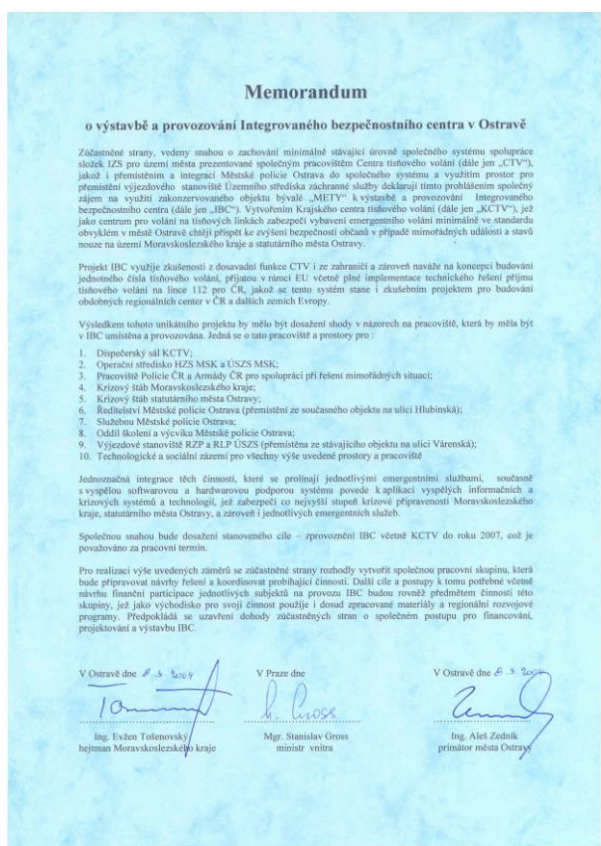 Memorandum
o výstavbě a provozování Integrovaného bezpečnostního centra v Ostravě
Zúčastněné strany, vedeny snahou o zachování minimálně stávající úrovně společného systému spolupráce
složek IZS pro území města prezentované společným pracovištěm Centra tísňového volání (dále jen „CTV“),
jakož i přemístěním a integrací Městské policie Ostrava do společného systému a využitím prostor pro
přemístění výjezdového stanoviště Územního střediska záchranné služby deklarují tímto prohlášením společný
zájem na využití zakonzervovaného objektu bývalé „METY“ k výstavbě a provozování Integrovaného
bezpečnostního centra (dále jen „IBC“). Vytvořením Krajského centra tísňového volání (dále jen „KCTV“), jež
jako centrum pro volání na tísňových linkách zabezpečí vybavení emergentního volání minimálně ve standardu
obvyklém v městě Ostravě chtějí přispět ke zvýšení bezpečnosti občanů v případě mimořádných událostí a stavů
nouze na území Moravskoslezského kraje a statutárního města Ostravy.
Projekt IBC využije zkušenosti z dosavadní funkce CTV i ze zahraničí a zároveň naváže na koncepci budování
jednotného čísla tísňového volání, přijatou v rámci EU včetně plné implementace technického řešení příjmu
tísňového volání na lince 112 pro ČR, jakož se tento systém stane i zkušebním projektem pro budování
obdobných regionálních center v ČR a dalších zemích Evropy.
Výsledkem tohoto unikátního projektu by mělo být dosažení shody v názorech na pracoviště, která by měla být
v IBC umístěna a provozována. Jedná se o tato pracoviště a prostory pro :
1. Dispečerský sál KCTV;
2. Operační středisko HZS MSK a ÚSZS MSK;
3. Pracoviště Policie ČR a Armády ČR pro spolupráci při řešení mimořádných situací;
4. Krizový štáb Moravskoslezského kraje;
5. Krizový štáb statutárního města Ostravy;
6. Ředitelství Městské policie Ostrava (přemístění ze současného objektu na ulici Hlubinská);
7. Služebnu Městské policie Ostrava;
8. Oddíl školení a výcviku Městské policie Ostrava;
9. Výjezdové stanoviště RZP a RLP ÚSZS (přemístěna ze stávajícího objektu na ulici Várenská);
10. Technologické a sociální zázemí pro všechny výše uvedené prostory a pracoviště
Jednoznačná integrace těch činností, které se prolínají jednotlivými emergentními službami, současně
s vyspělou softwarovou a hardwarovou podporou systému povede k aplikaci vyspělých informačních a
krizových systémů a technologií, jež zabezpečí co nejvyšší stupeň krizové připravenosti Moravskoslezského
kraje, statutárního města Ostravy, a zároveň i jednotlivých emergentních služeb.
Společnou snahou bude dosažení stanoveného cíle – zprovoznění IBC včetně KCTV do roku 2007, což je
považováno za pracovní termín.
Pro realizaci výše uvedených záměrů se zúčastněné strany rozhodly vytvořit společnou pracovní skupinu, která
bude připravovat návrhy řešení a koordinovat probíhající činnosti. Další cíle a postupy k tomu potřebné včetně
návrhu finanční participace jednotlivých subjektů na provozu IBC budou rovněž předmětem činnosti této
skupiny, jež jako východisko pro svoji činnost použije i dosud zpracované materiály a regionální rozvojové
programy. Předpokládá se uzavření dohody zúčastněných stran o společném postupu pro financování,
projektování a výstavbu IBC.
V Ostravě dne 8.3 2004 V Praze dne V Ostravě dne 8.3 2004
Gross
Ing. Evžen Tošenovský Mgr. Stanislav Gross Ing. Aleš Zedník
hejtman Moravskoslezského kraje ministr vnitra primátor města Ostravy